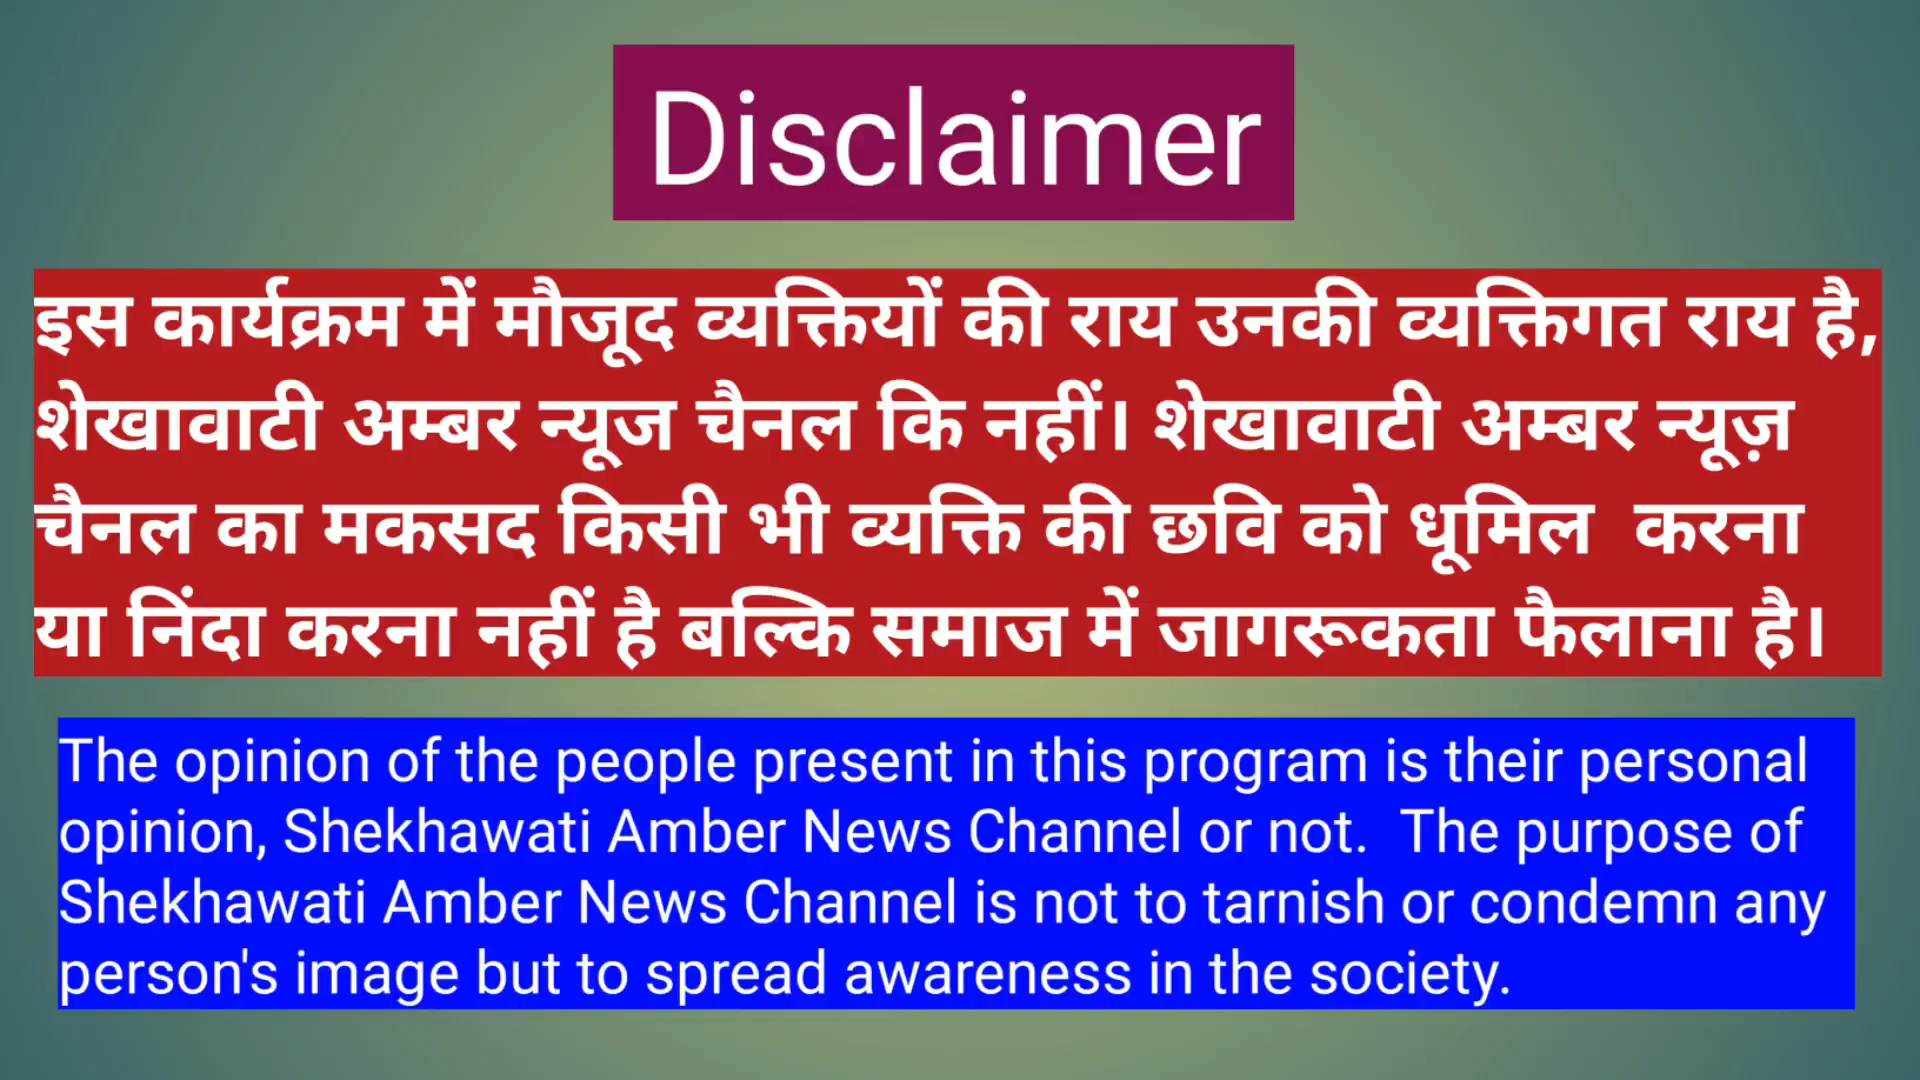 Disclaimer
इस कार्यक्रम में मौजूद व्यक्तियों की राय उनकी व्यक्तिगत राय है,
शेखावाटी अम्बर न्यूज चैनल कि नहीं। शेखावाटी अम्बर न्यूज़
चैनल का मकसद किसी भी व्यक्ति की छवि को धूमिल  करना
या निंदा करना नहीं है बल्कि समाज में जागरूकता फैलाना है।
The opinion of the people present in this program is their personal
opinion, Shekhawati Amber News Channel or not.  The purpose of
Shekhawati Amber News Channel is not to tarnish or condemn any
person's image but to spread awareness in the society.